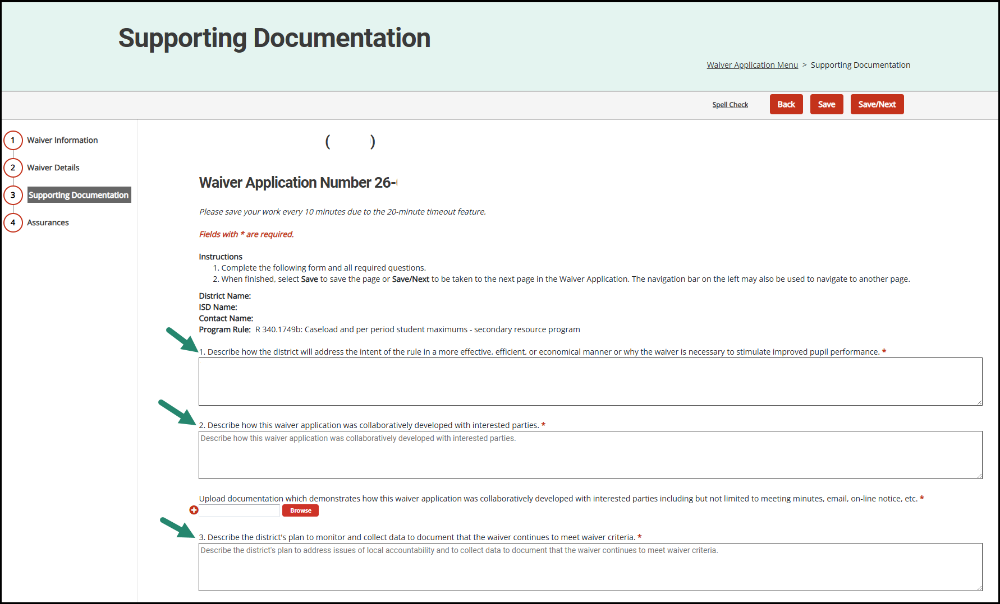 Supporting Documentation
Waiver Application Menu > Supporting Documentation
Spell Check Back Save Save/Next
1 Waiver Information
2 Waiver Details
3 Supporting Documentation
4 Assurances
( )
Waiver Application Number 26-
Please save your work every 10 minutes due to the 20-minute timeout feature.
Fields with * are required.
Instructions
1. Complete the following form and all required questions.
2. When finished, select Save to save the page or Save/Next to be taken to the next page in the Waiver Application. The navigation bar on the left may also be used to navigate to another page.
District Name:
ISD Name:
Contact Name:
Program Rule: R 340.1749b: Caseload and per period student maximums - secondary resource program
1. Describe how the district will address the intent of the rule in a more effective, efficient, or economical manner or why the waiver is necessary to stimulate improved pupil performance. *
2. Describe how this waiver application was collaboratively developed with interested parties. *
Describe how this waiver application was collaboratively developed with interested parties.
Upload documentation which demonstrates how this waiver application was collaboratively developed with interested parties including but not limited to meeting minutes, email, on-line notice, etc. *
Browse
3. Describe the district's plan to monitor and collect data to document that the waiver continues to meet waiver criteria. *
Describe the district's plan to address issues of local accountability and to collect data to document that the waiver continues to meet waiver criteria.